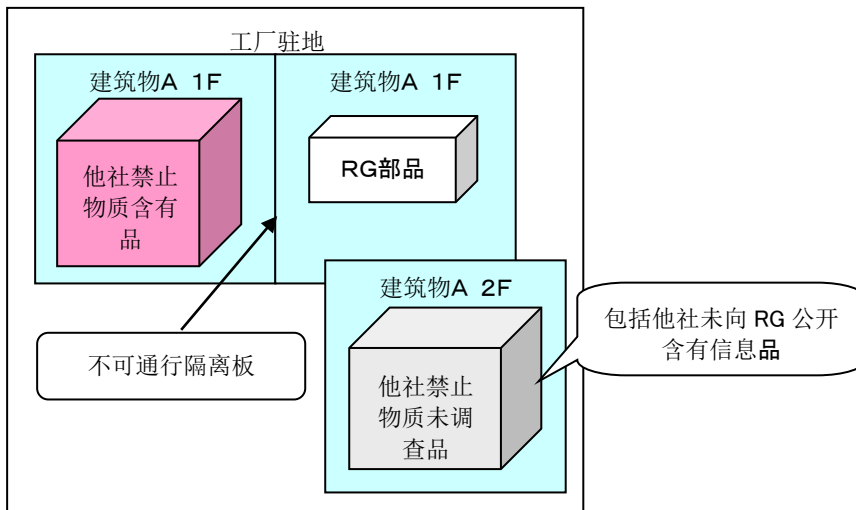 工厂驻地
建筑物A 1F
建筑物A 1F
他社禁止
物质含有
品
RG部品
建筑物A 2F
不可通行隔离板
他社禁止
物质未调
查品
包括他社未向 RG 公开
含有信息品